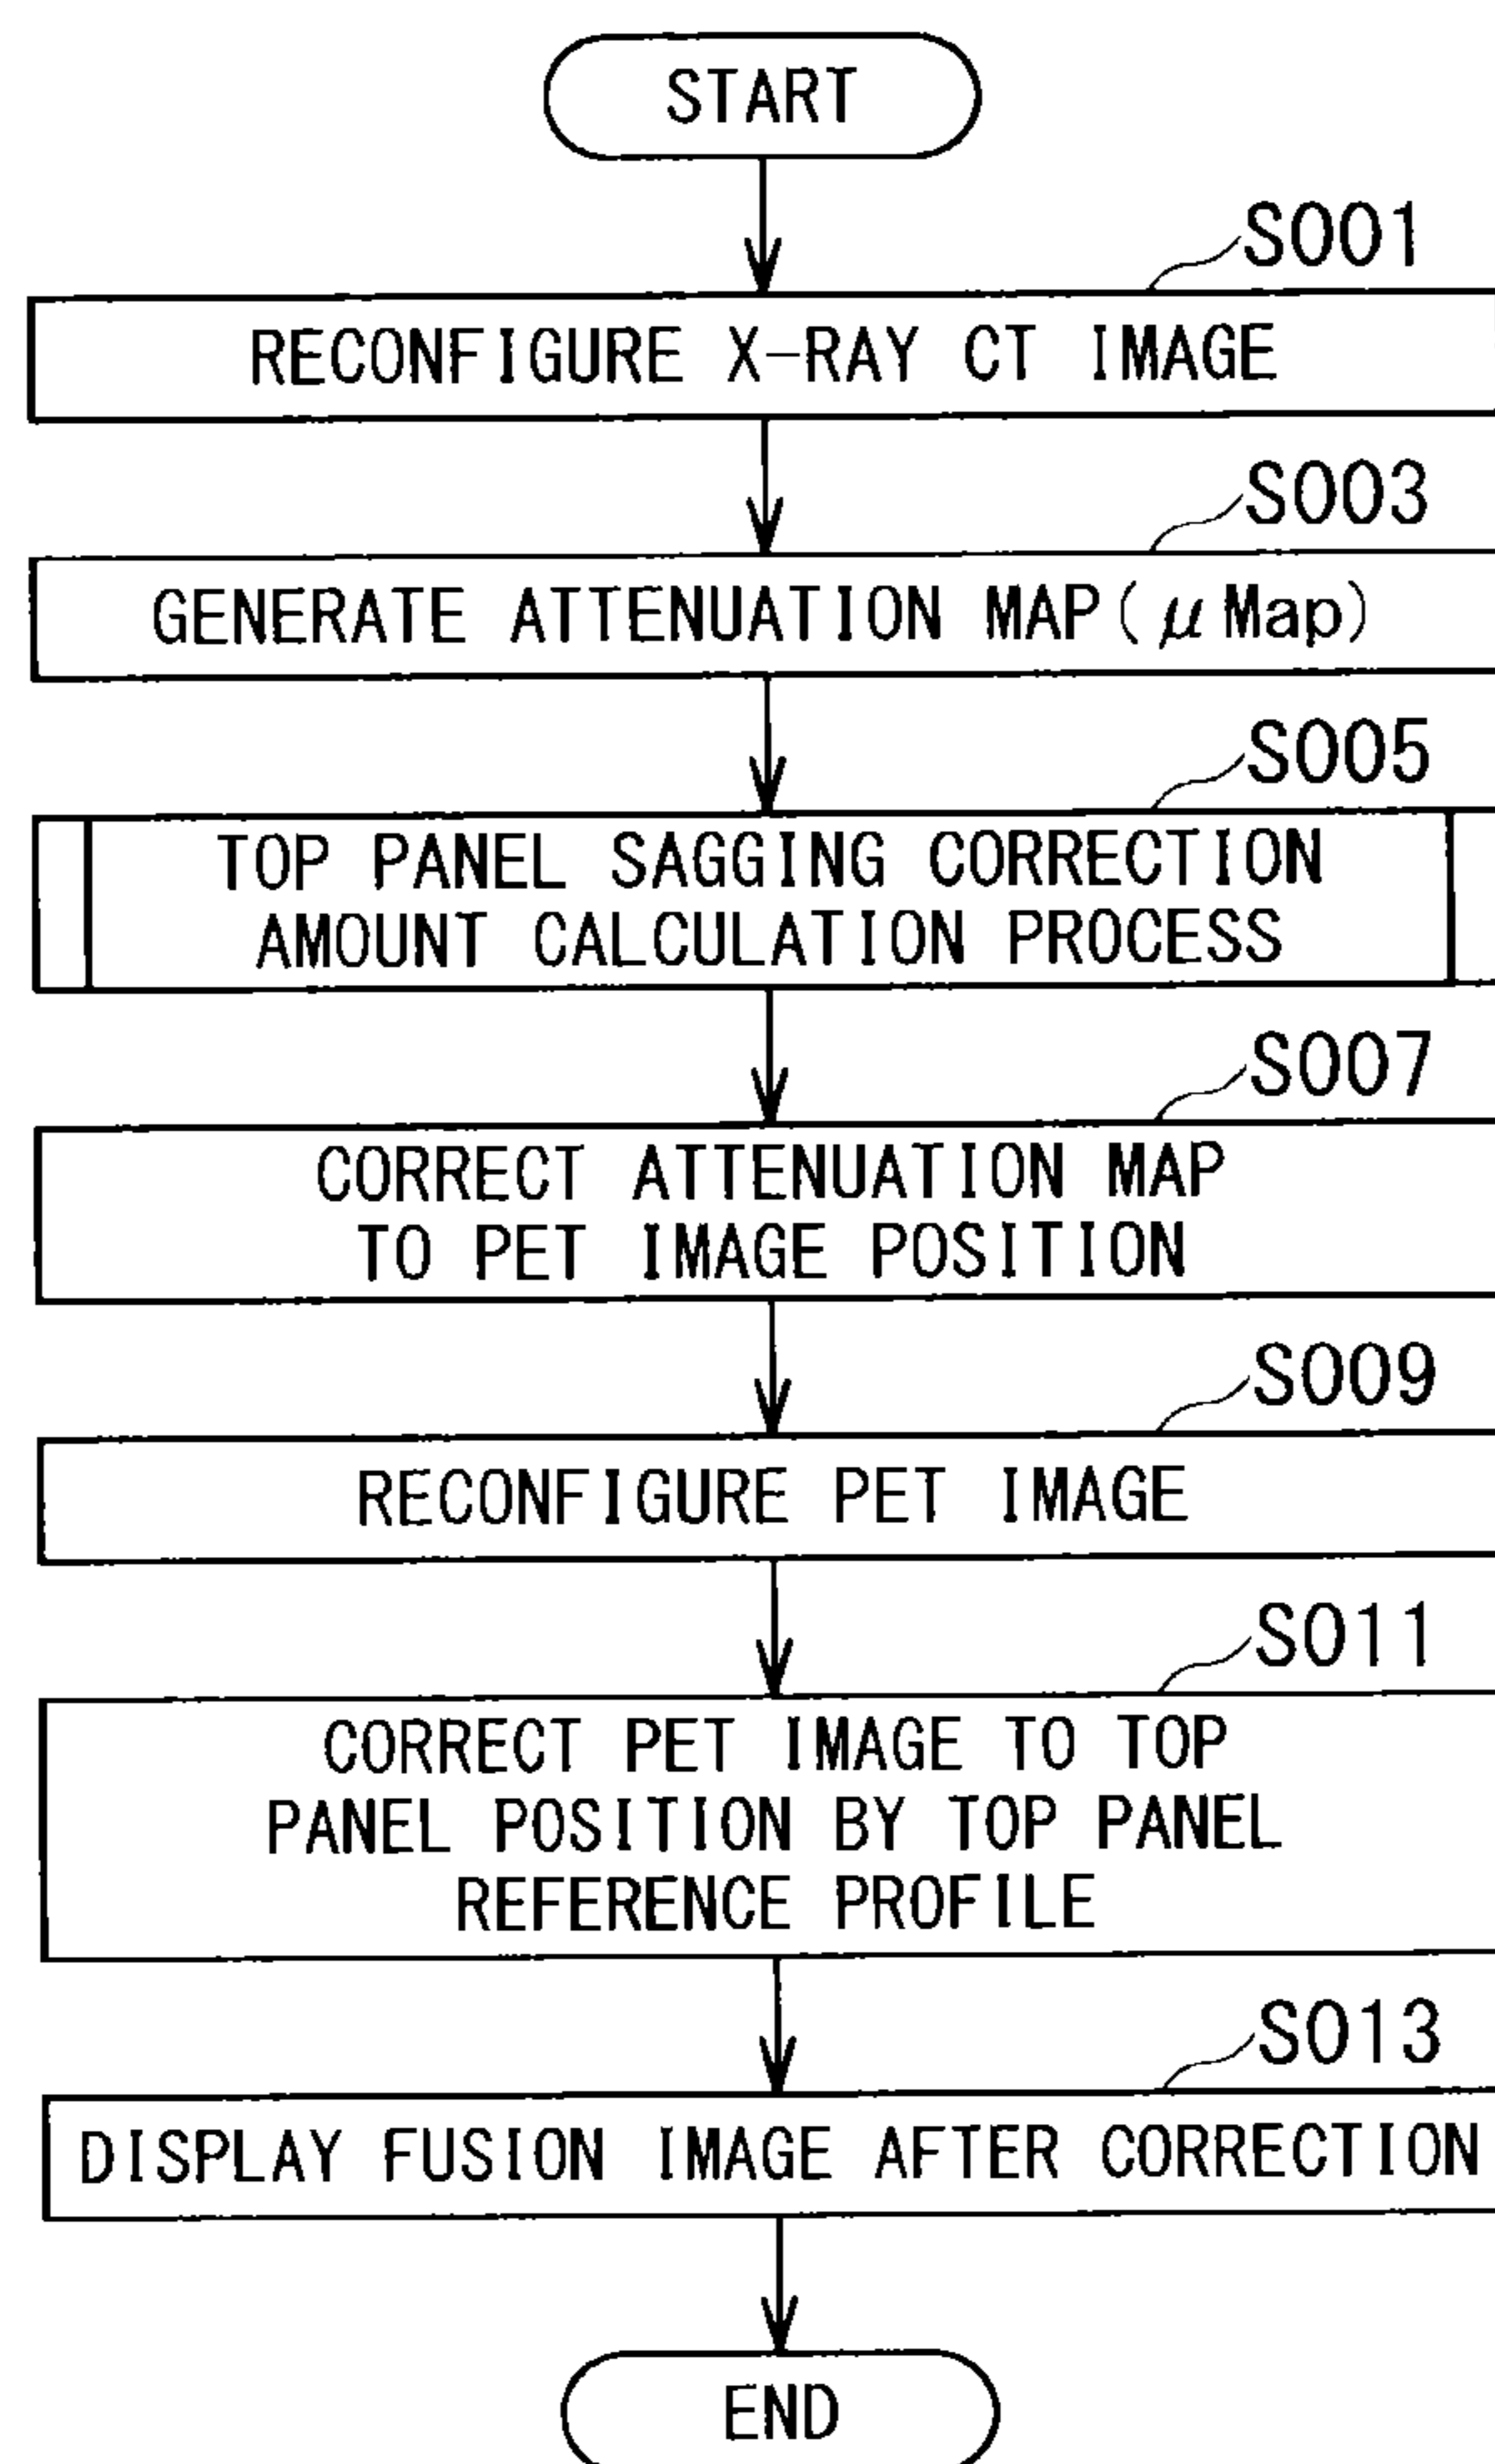 START
S001
RECONFIGURE X-RAY CT IMAGE
S003
GENERATE ATTENUATION MAP(μMap)
S005
TOP PANEL SAGGING CORRECTION
AMOUNT CALCULATION PROCESS
S007
CORRECT ATTENUATION MAP
TO PET IMAGE POSITION
S009
RECONFIGURE PET IMAGE
S011
CORRECT PET IMAGE TO TOP
PANEL POSITION BY TOP PANEL
REFERENCE PROFILE
S013
DISPLAY FUSION IMAGE AFTER CORRECTION
END